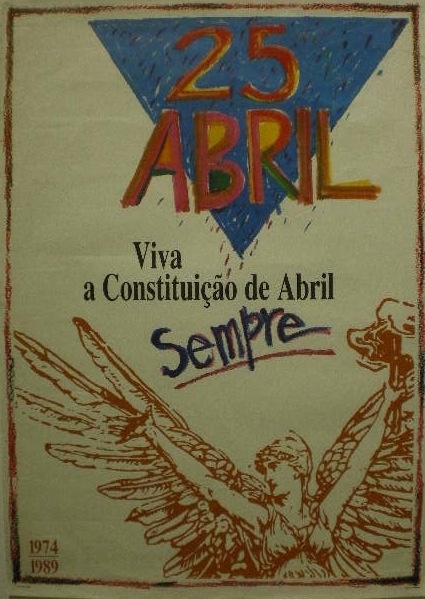 25
ABRIL
Viva
a Constituição de Abril
Sempre
1974
1989